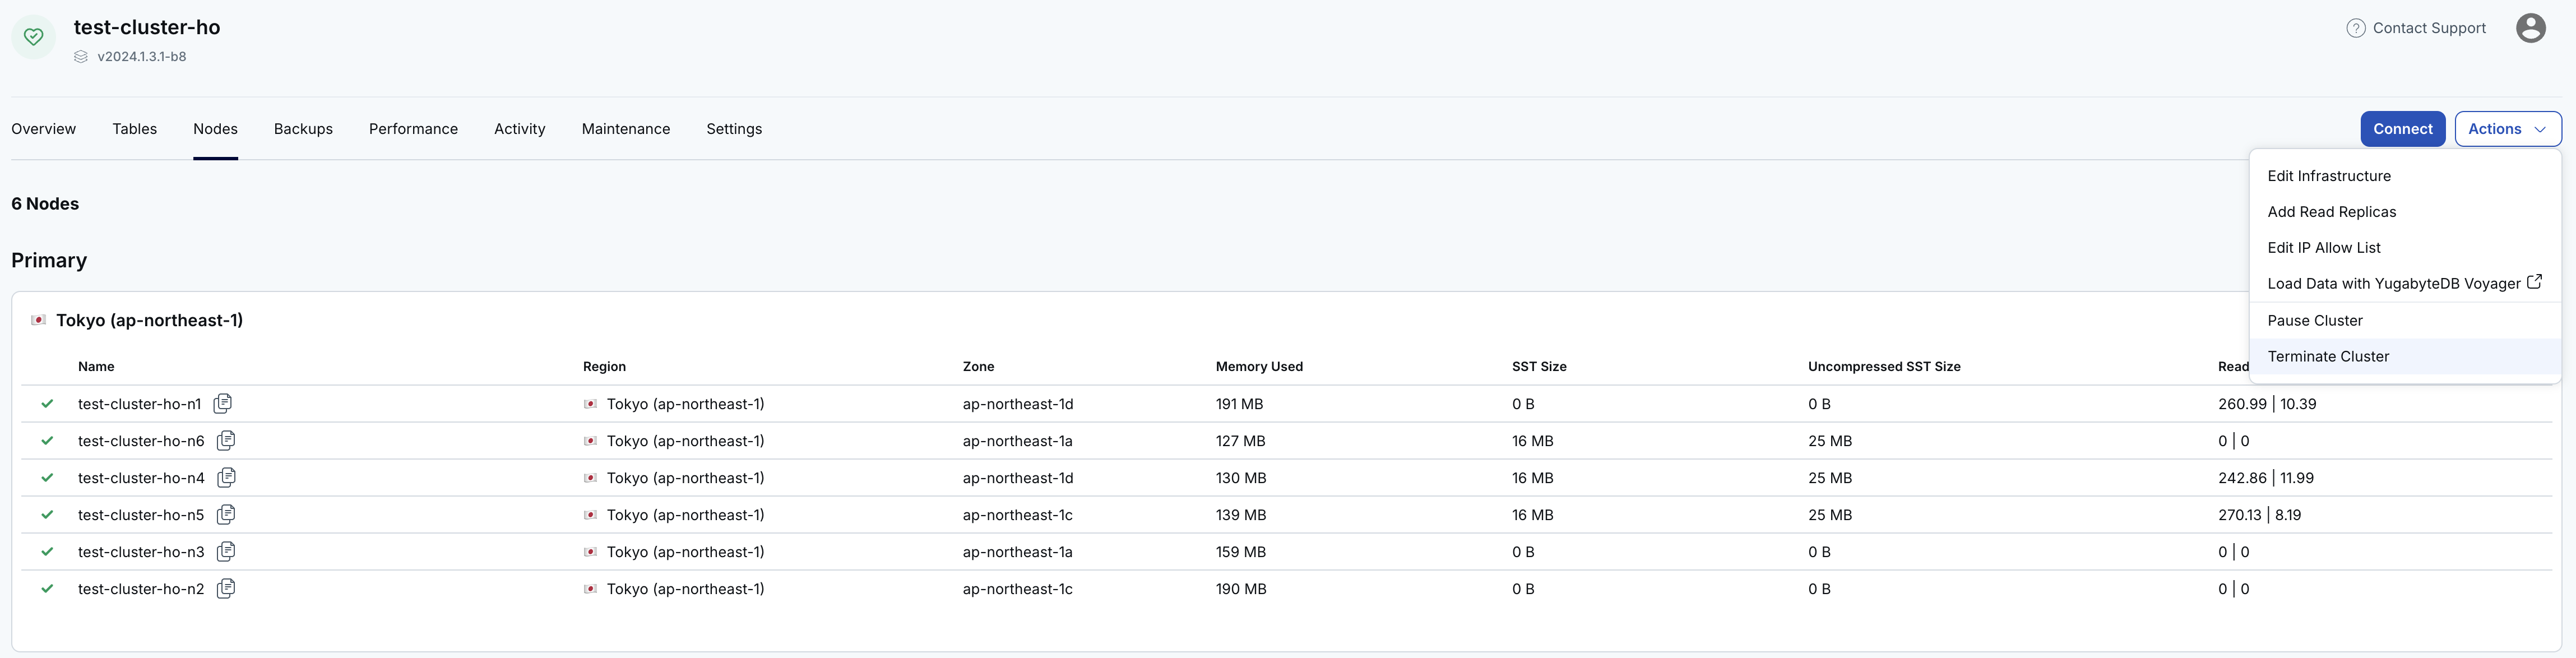 test-cluster-ho
v2024.1.3.1-b8
Contact Support
Overview Tables Nodes Backups Performance Activity Maintenance Settings
Connect Actions
Edit Infrastructure
Add Read Replicas
Edit IP Allow List
Load Data with YugabyteDB Voyager
Pause Cluster
Terminate Cluster
6 Nodes
Primary
Tokyo (ap-northeast-1)
Name Region Zone Memory Used SST Size Uncompressed SST Size Read
test-cluster-ho-n1 Tokyo (ap-northeast-1) ap-northeast-1d 191 MB 0 B 0 B 260.99 | 10.39
test-cluster-ho-n6 Tokyo (ap-northeast-1) ap-northeast-1a 127 MB 16 MB 25 MB 0 | 0
test-cluster-ho-n4 Tokyo (ap-northeast-1) ap-northeast-1d 130 MB 16 MB 25 MB 242.86 | 11.99
test-cluster-ho-n5 Tokyo (ap-northeast-1) ap-northeast-1c 139 MB 16 MB 25 MB 270.13 | 8.19
test-cluster-ho-n3 Tokyo (ap-northeast-1) ap-northeast-1a 159 MB 0 B 0 B 0 | 0
test-cluster-ho-n2 Tokyo (ap-northeast-1) ap-northeast-1c 190 MB 0 B 0 B 0 | 0